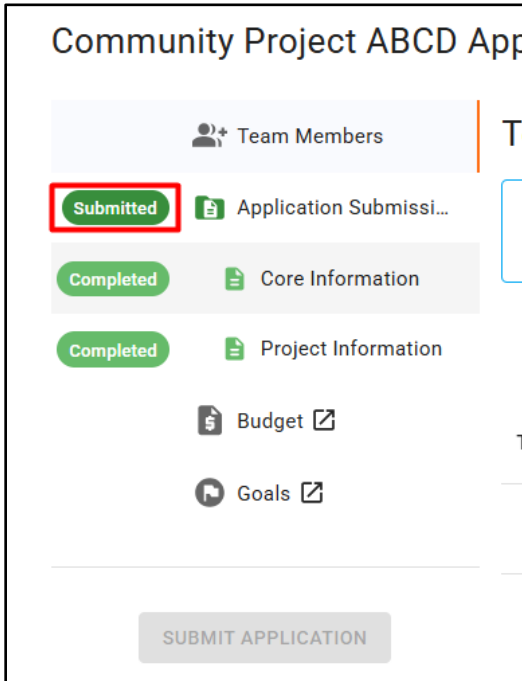 Community Project ABCD App
Team Members
T
Submitted Application Submissi...
Completed Core Information
Completed Project Information
Budget
T
Goals
SUBMIT APPLICATION